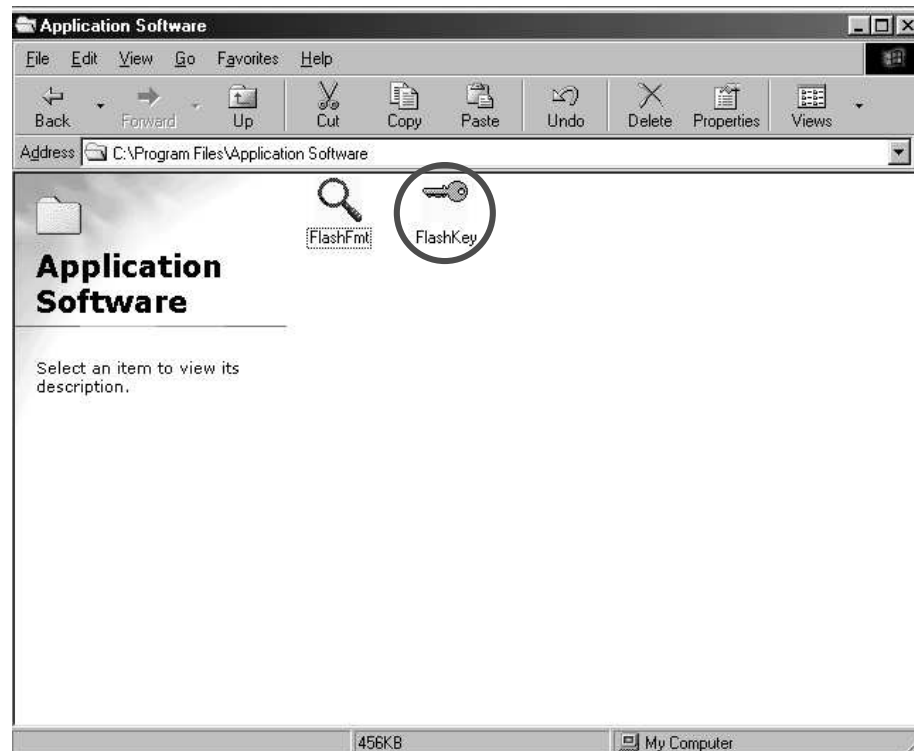 Application Software
File Edit View Go Favorites Help
Back Forward Up Cut Copy Paste Undo Delete Properties Views
Address C:\Program Files\Application Software
FlashFmt FlashKey
Application
Software
Select an item to view its
description.
456KB My Computer